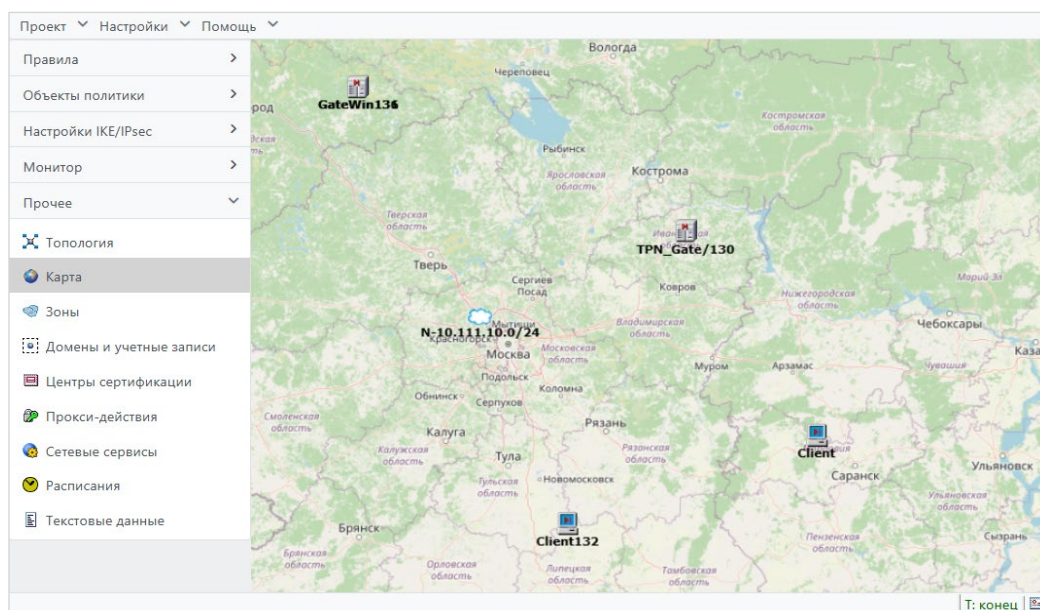 Проект Настройки Помощь
Правила
Объекты политики
Настройки IKE/IPsec
Монитор
Прочее
Топология
Карта
Зоны
Домены и учетные записи
Центры сертификации
Прокси-действия
Сетевые сервисы
Расписания
Текстовые данные
Вологда
Череповец
GateWin136
род
Костромская
область
Рыбинск
Ярославская
область
Кострома
Тверская
область
TPN_Gate/130
Тверь
Сергиев
Посад
Ковров
Нижегородская
область
Марий Эл
N-10.111.10.0/24
Мытищи
Красногорск
Москва
Владимирская
область
Чебоксары
Московская
область
Каза
Подольск
Муром
Арзамас
Чувашия
Обнинск
Серпухов
Коломна
Смоленская
область
Калуга
Рязань
Калужская
область
Тула
Рязанская
область
Client
Саранск
Ульяновск
Тульская
область
Новомосковск
Ульяновская
область
Брянск
Client132
Пензенская
область
Сызрань
Брянская
область
Орловская
область
Липецкая
область
Тамбовская
область
Т: конец